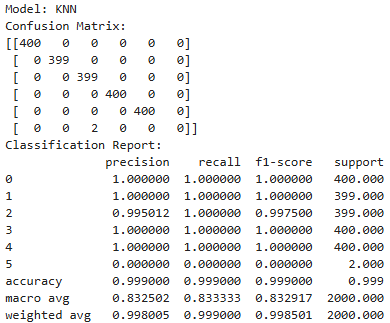 Model: KNN
Confusion Matrix:
[[400   0   0   0   0   0]
 [  0 399   0   0   0   0]
 [  0   0 399   0   0   0]
 [  0   0   0 400   0   0]
 [  0   0   0   0 400   0]
 [  0   0   2   0   0   0]]
Classification Report:
              precision    recall  f1-score   support
0              1.000000  1.000000  1.000000   400.000
1              1.000000  1.000000  1.000000   399.000
2              0.995012  1.000000  0.997500   399.000
3              1.000000  1.000000  1.000000   400.000
4              1.000000  1.000000  1.000000   400.000
5              0.000000  0.000000  0.000000     2.000
accuracy       0.999000  0.999000  0.999000     0.999
macro avg      0.832502  0.833333  0.832917  2000.000
weighted avg   0.998005  0.999000  0.998501  2000.000